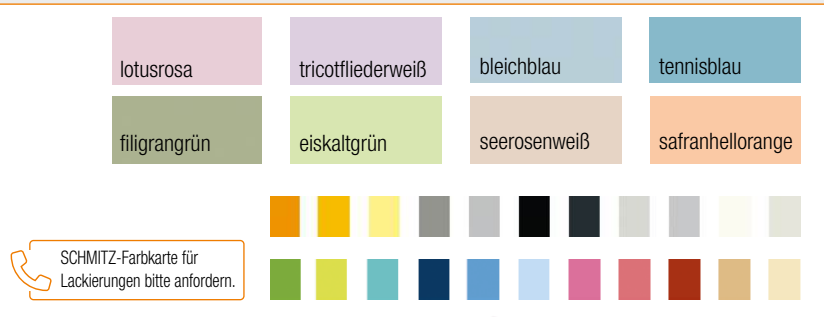 lotusrosa
tricotfliederweiß
bleichblau
tennisblau
filigrangrün
eiskaltgrün
seerosenweiß
safranhellorange
SCHMITZ-Farbkarte für
Lackierungen bitte anfordern.